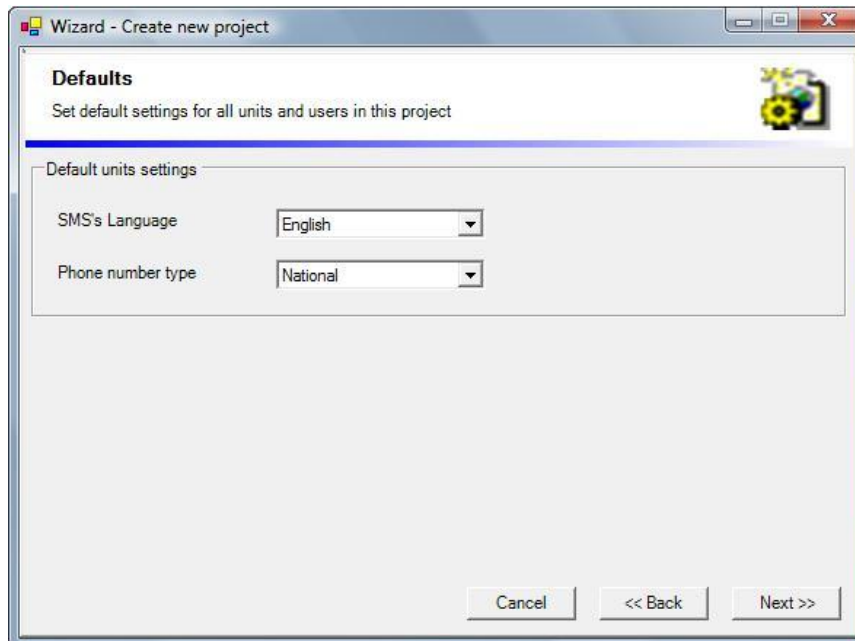 Wizard - Create new project
Defaults
Set default settings for all units and users in this project
Default units settings
SMS's Language English
Phone number type National
Cancel << Back Next >>